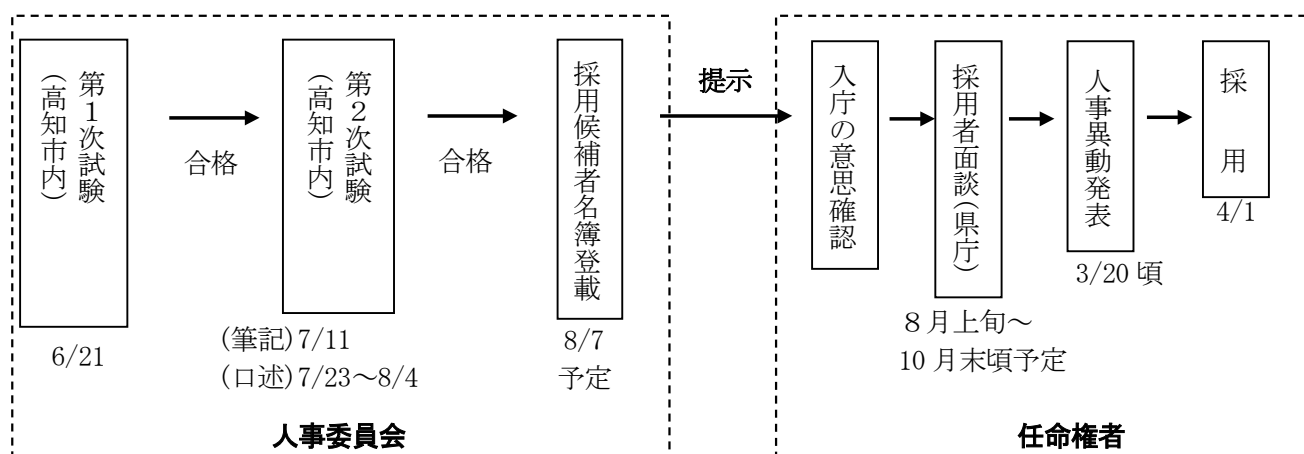 第１次試験
（高知市内）
6/21
合格
第２次試験
（高知市内）
(筆記)7/11
(口述)7/23～8/4
合格
採用候補者名簿登載
8/7
予定
人事委員会
提示
入庁の意思確認
採用者面談(県庁)
８月上旬～
10月末頃予定
人事異動発表
3/20頃
採用
4/1
任命権者